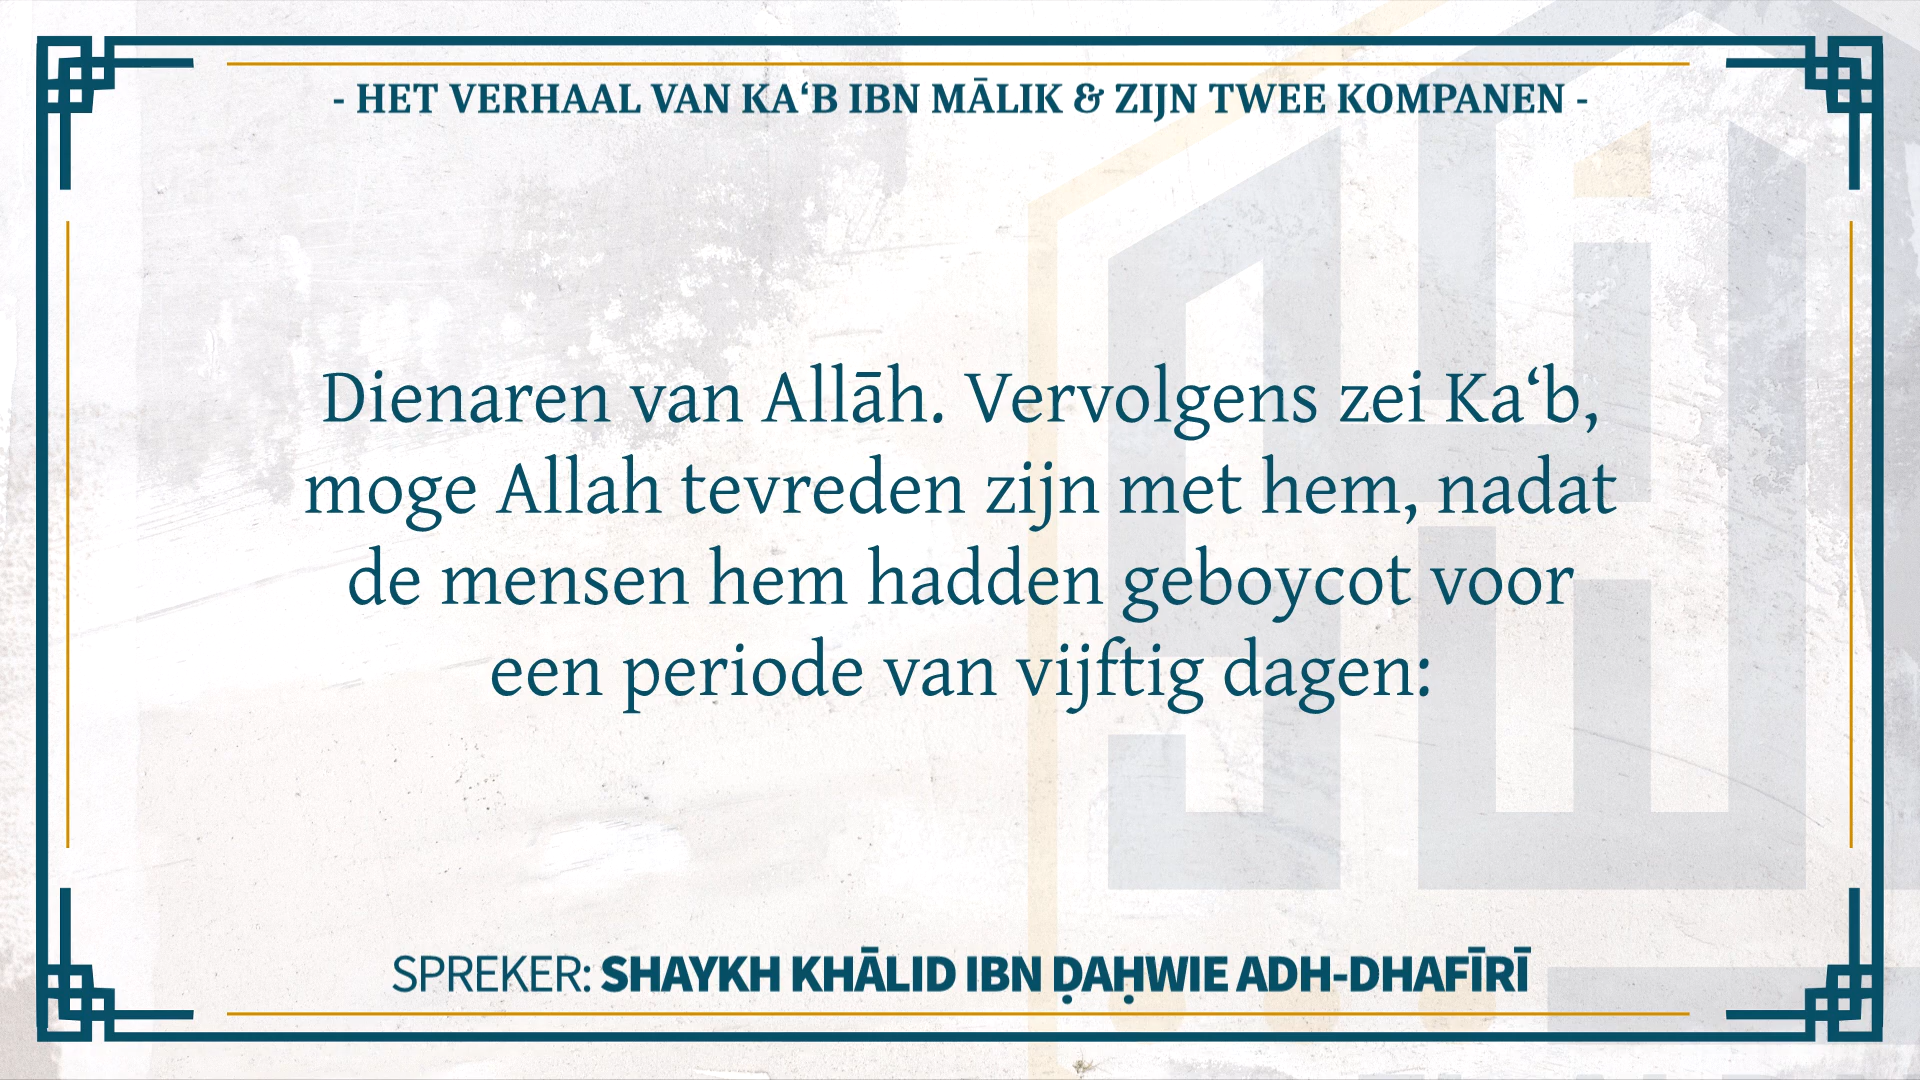 - HET VERHAAL VAN KA‘B IBN MĀLIK & ZIJN TWEE KOMPANEN -
Dienaren van Allāh. Vervolgens zei Ka‘b,
moge Allah tevreden zijn met hem, nadat
de mensen hem hadden geboycot voor
een periode van vijftig dagen:
SPREKER: SHAYKH KHĀLID IBN ḌAḤWIE ADH-DHAFĪRĪ